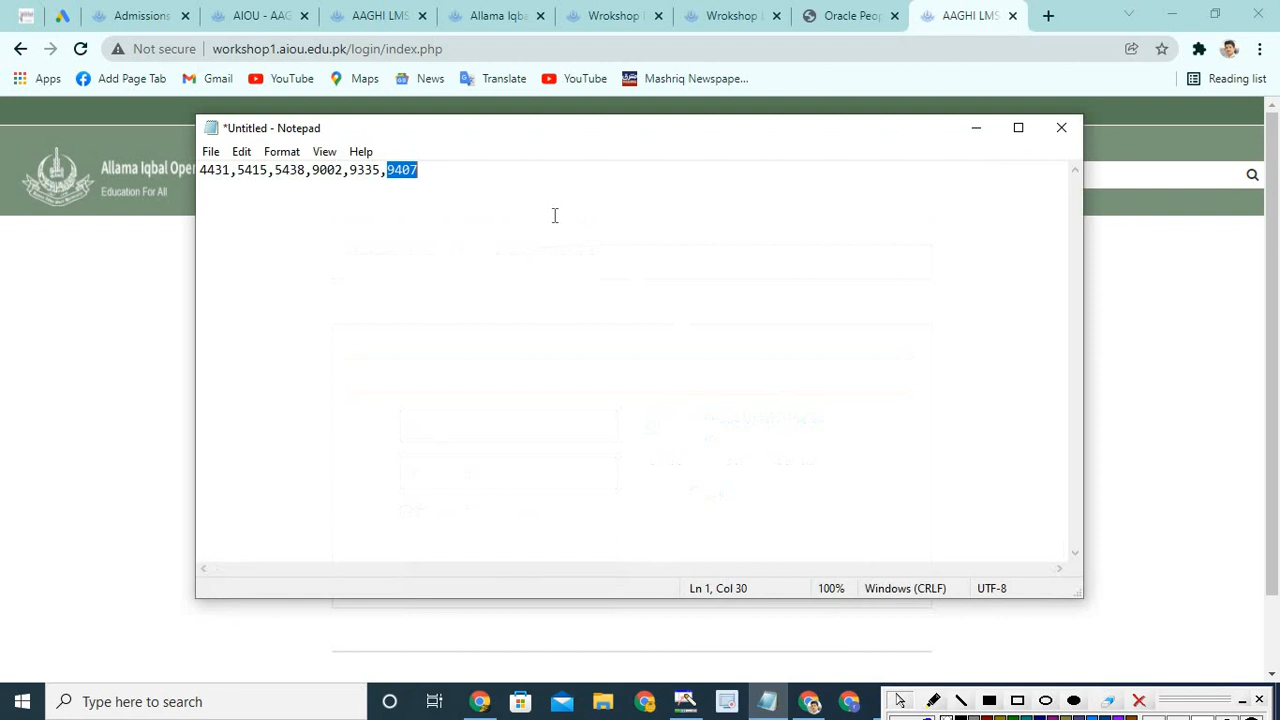 Admissions
AIOU - AAG
AAGHI LMS
Allama Iqba
Wrokshop
Wrokshop
Oracle Peop
AAGHI LMS
Not secure
workshop1.aiou.edu.pk/login/index.php
Apps
Add Page Tab
Gmail
YouTube
Maps
News
Translate
YouTube
Mashriq Newspape...
Reading list
Allama Iqbal Oper
Education For All
*Untitled - Notepad
File Edit Format View Help
4431,5415,5438,9002,9335,9407
Ln 1, Col 30
100%
Windows (CRLF)
UTF-8
Type here to search